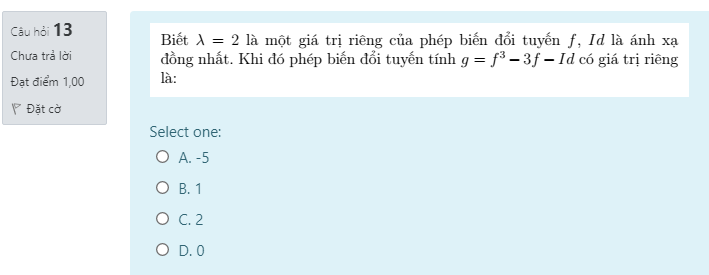 Câu hỏi 13
Chưa trả lời
Đạt điểm 1,00
Đặt cờ
Biết λ = 2 là một giá trị riêng của phép biến đổi tuyến f, Id là ánh xạ
đồng nhất. Khi đó phép biến đổi tuyến tính g = f³ − 3f − Id có giá trị riêng
là:
Select one:
A. -5
B. 1
C. 2
D. 0